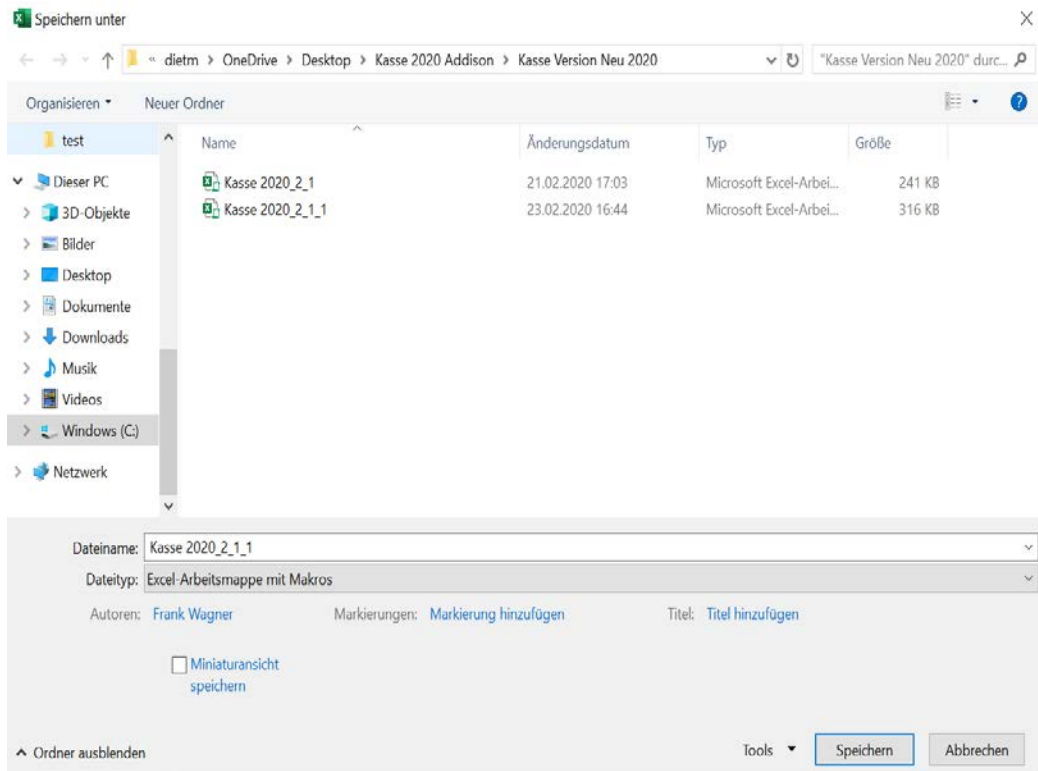 Speichern unter
« dietm > OneDrive > Desktop > Kasse 2020 Addison > Kasse Version Neu 2020
"Kasse Version Neu 2020" durc...
Organisieren
Neuer Ordner
test
Dieser PC
3D-Objekte
Bilder
Desktop
Dokumente
Downloads
Musik
Videos
Windows (C:)
Netzwerk
Name Änderungsdatum Typ Größe
Kasse 2020_2_1 21.02.2020 17:03 Microsoft Excel-Arbei... 241 KB
Kasse 2020_2_1_1 23.02.2020 16:44 Microsoft Excel-Arbei... 316 KB
Dateiname: Kasse 2020_2_1_1
Dateityp: Excel-Arbeitsmappe mit Makros
Autoren: Frank Wagner Markierungen: Markierung hinzufügen Titel: Titel hinzufügen
Miniaturansicht
speichern
Ordner ausblenden
Tools Speichern Abbrechen